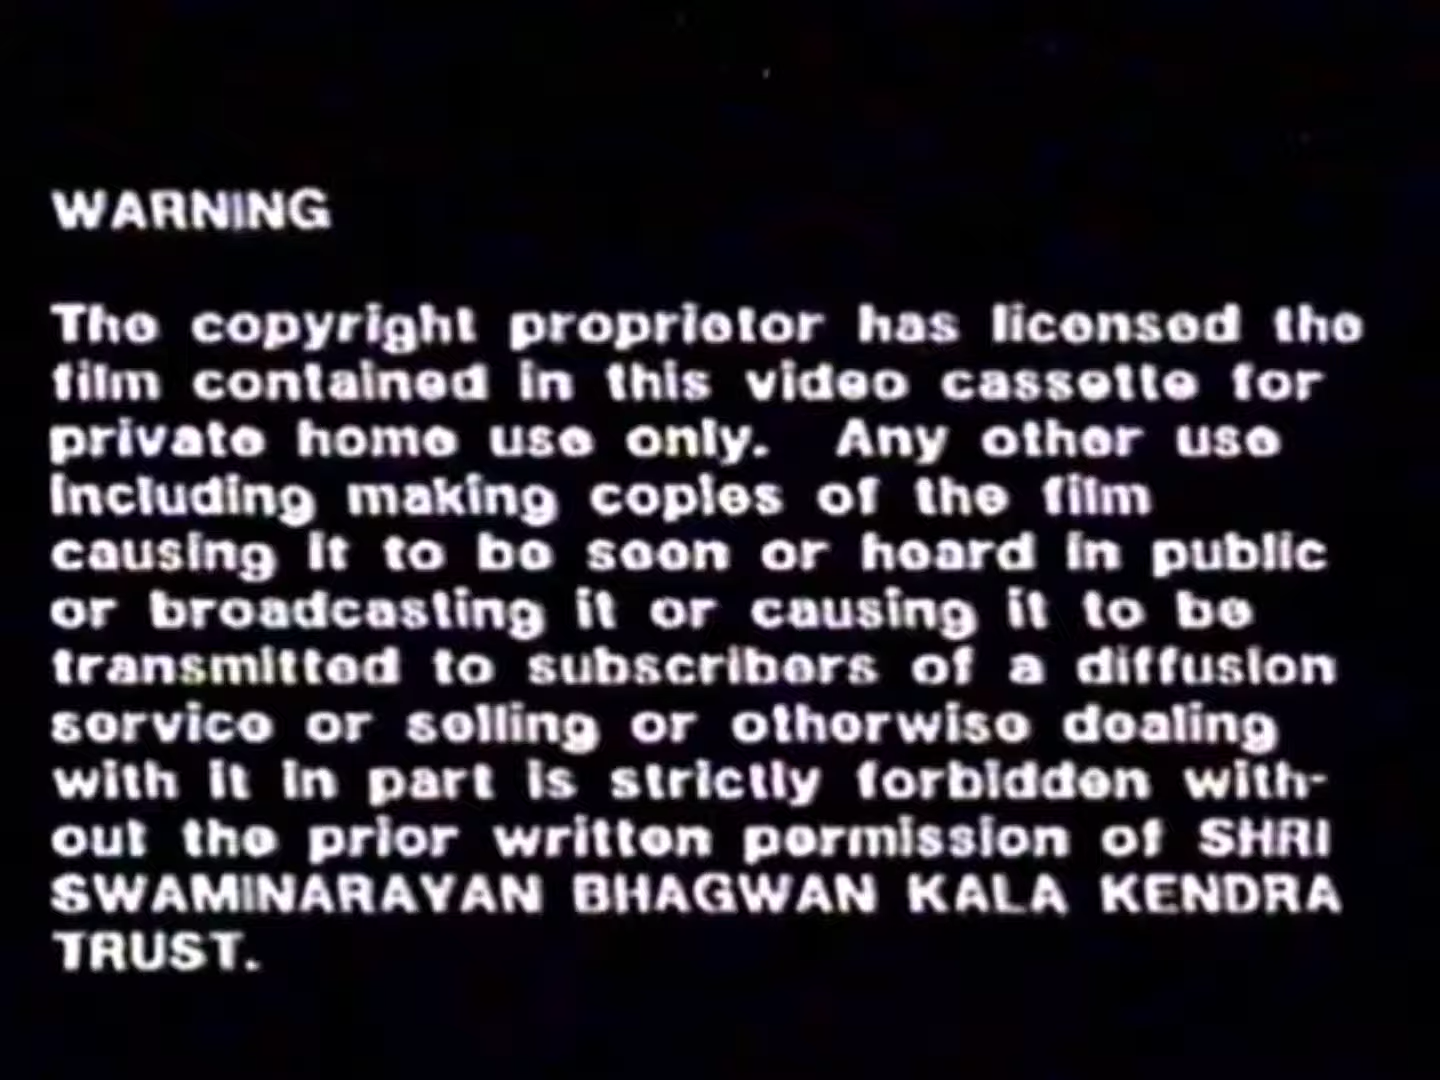 WARNING
The copyright proprietor has licensed the
film contained in this video cassette for
private home use only. Any other use
including making copies of the film
causing it to be seen or heard in public
or broadcasting it or causing it to be
transmitted to subscribers of a diffusion
service or selling or otherwise dealing
with it in part is strictly forbidden with-
out the prior written permission of SHRI
SWAMINARAYAN BHAGWAN KALA KENDRA
TRUST.